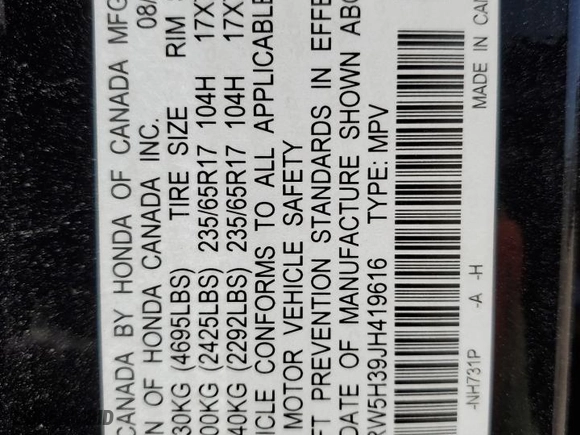 CANADA BY HONDA OF CANADA MFG
N OF HONDA CANADA INC. 08/
TIRE SIZE RIM
30KG (4695LBS)
00KG (2425LBS) 235/65R17 104H 17X
40KG (2292LBS) 235/65R17 104H 17X
ICLE CONFORMS TO ALL APPLICABLE
MOTOR VEHICLE SAFETY
FT PREVENTION STANDARDS IN EFFE
DATE OF MANUFACTURE SHOWN ABO
RW5H39JH419616 TYPE: MPV
-NH731P -A -H MADE IN CA